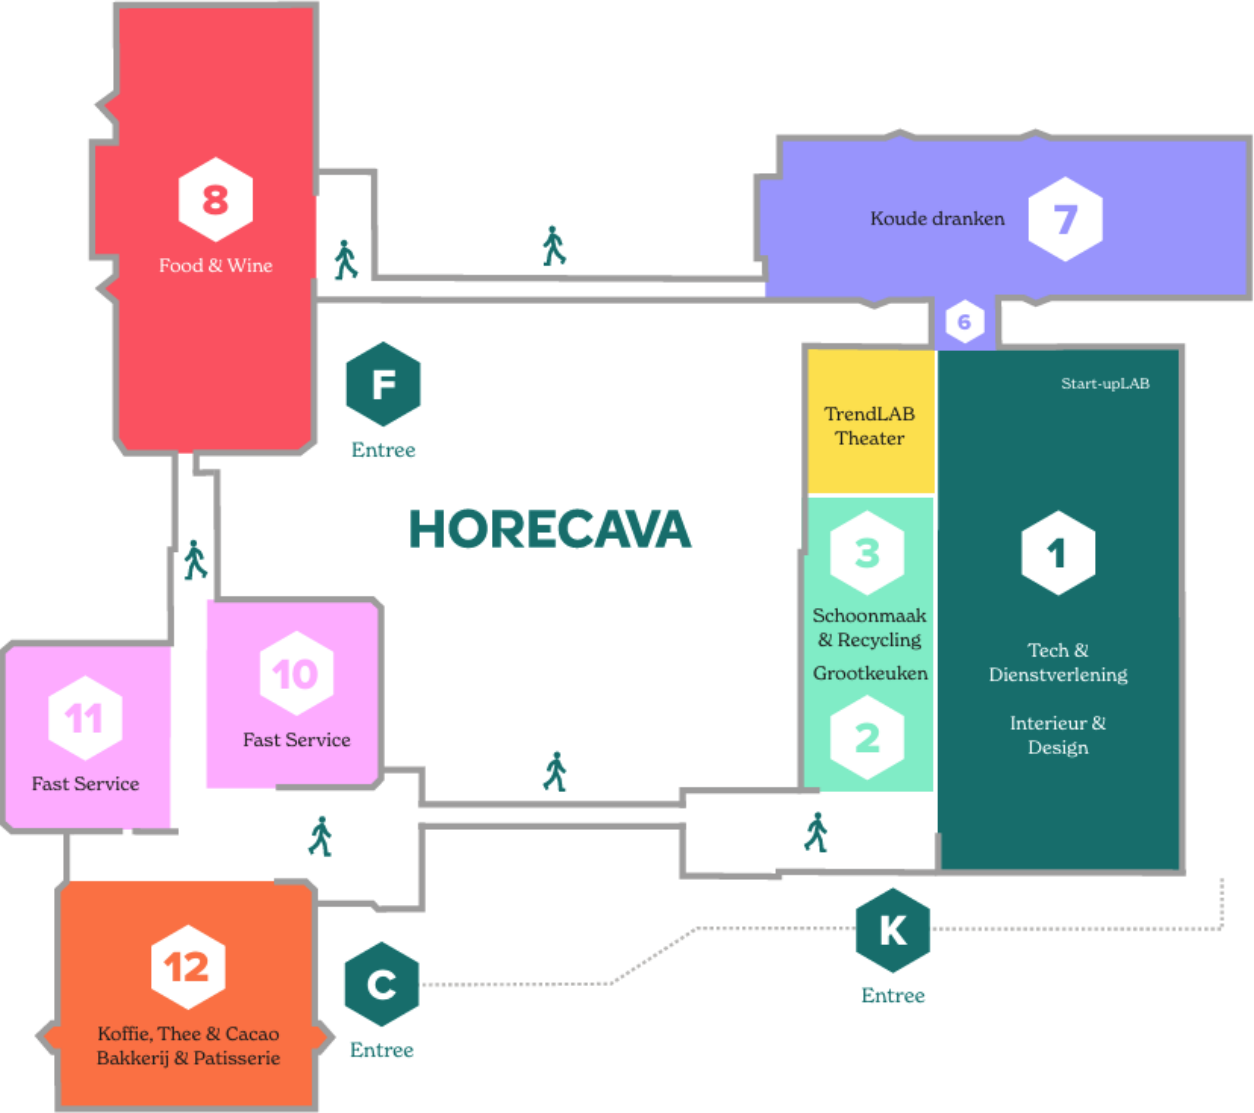 8
Food & Wine
Koude dranken
7
6
F
Entree
TrendLAB
Theater
Start-upLAB
HORECAVA
3
Schoonmaak
& Recycling
Grootkeuken
2
1
Tech &
Dienstverlening
Interieur &
Design
10
Fast Service
11
Fast Service
12
Koffie, Thee & Cacao
Bakkerij & Patisserie
C
Entree
K
Entree